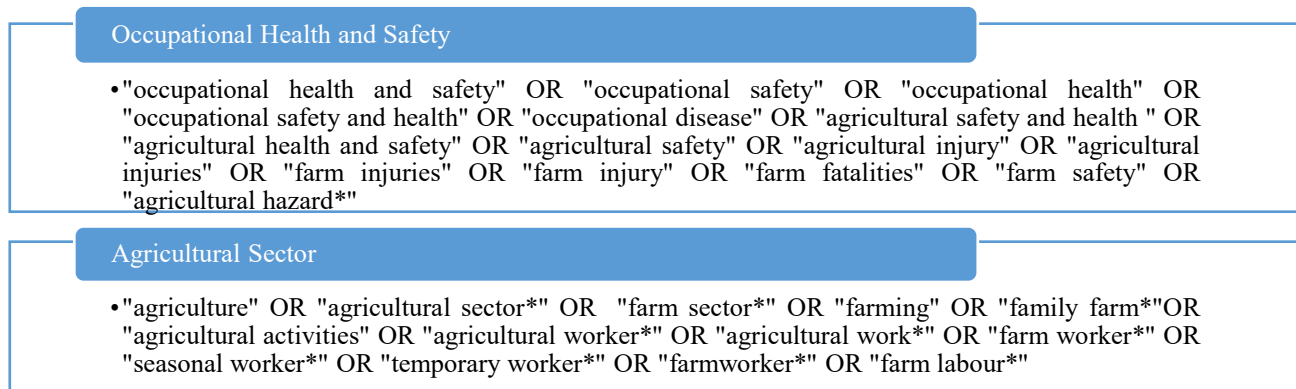 Occupational Health and Safety
•"occupational health and safety" OR "occupational safety" OR "occupational health" OR
"occupational safety and health" OR "occupational disease" OR "agricultural safety and health " OR
"agricultural health and safety" OR "agricultural safety" OR "agricultural injury" OR "agricultural
injuries" OR "farm injuries" OR "farm injury" OR "farm fatalities" OR "farm safety" OR
"agricultural hazard*"
Agricultural Sector
•"agriculture" OR "agricultural sector*" OR "farm sector*" OR "farming" OR "family farm*"OR
"agricultural activities" OR "agricultural worker*" OR "agricultural work*" OR "farm worker*" OR
"seasonal worker*" OR "temporary worker*" OR "farmworker*" OR "farm labour*"